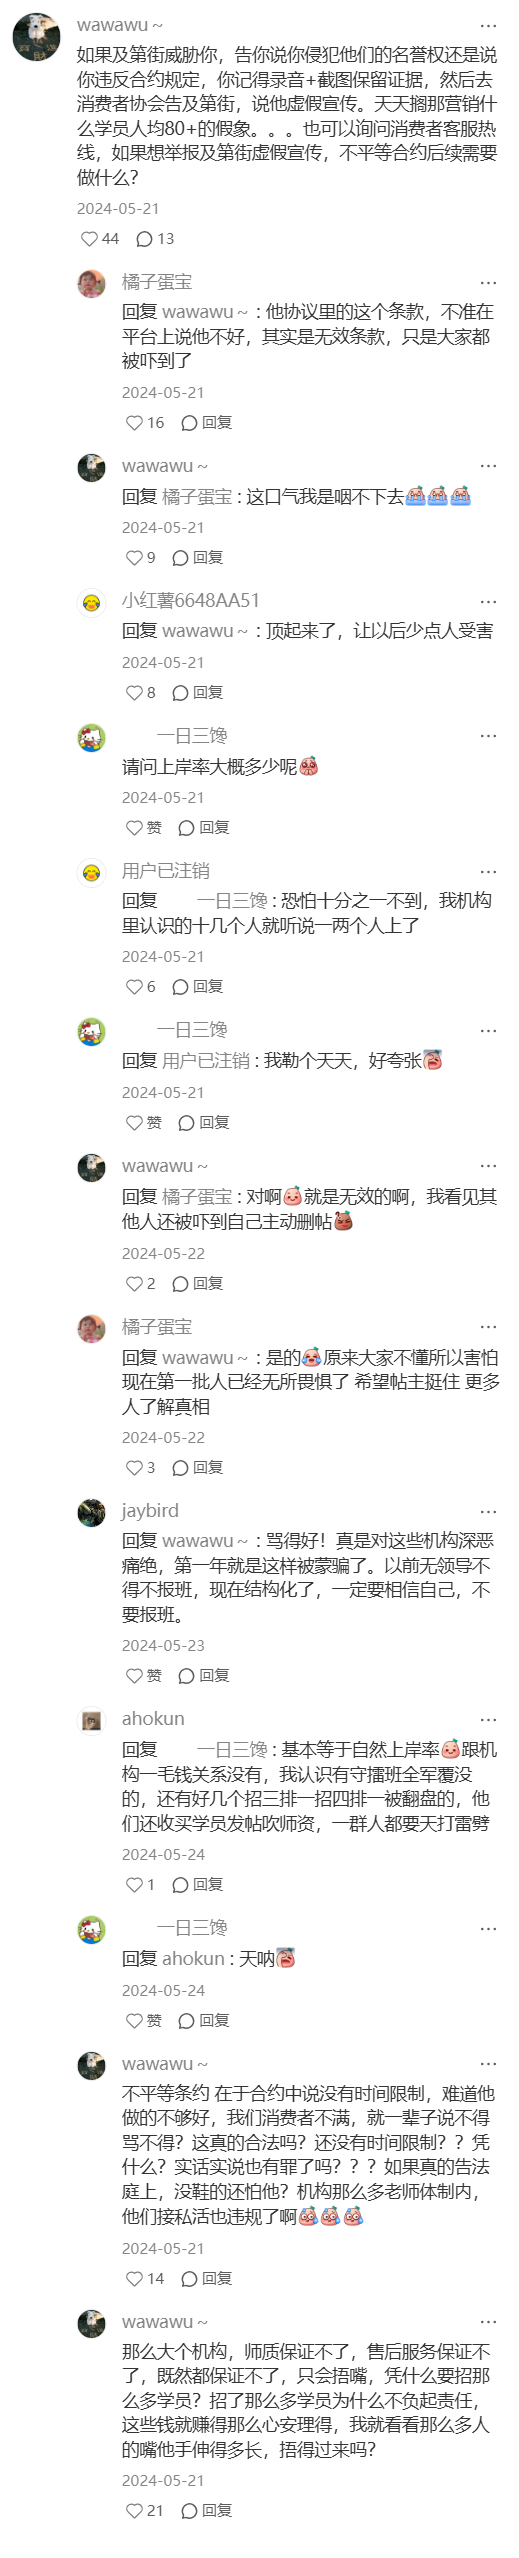 wawawu ~
如果及第街威胁你，告你说你侵犯他们的名誉权还是说
你违反合约规定，你记得录音+截图保留证据，然后去
消费者协会告及第街，说他虚假宣传。天天搁那营销什
么学员人均80+的假象。。。也可以询问消费者客服热
线，如果想举报及第街虚假宣传，不平等合约后续需要
做什么？
2024-05-21
44 13
橘子蛋宝
回复 wawawu ~ : 他协议里的这个条款，不准在
平台上说他不好，其实是无效条款，只是大家都
被吓到了
2024-05-21
16 回复
wawawu ~
回复 橘子蛋宝 : 这口气我是咽不下去
2024-05-21
9 回复
小红薯6648AA51
回复 wawawu ~ : 顶起来了，让以后少点人受害
2024-05-21
8 回复
一日三馋
请问上岸率大概多少呢
2024-05-21
赞 回复
用户已注销
回复 一日三馋 : 恐怕十分之一不到，我机构
里认识的十几个人就听说一两个人上了
2024-05-21
6 回复
一日三馋
回复 用户已注销 : 我勒个天天，好夸张
2024-05-21
赞 回复
wawawu ~
回复 橘子蛋宝 : 对啊就是无效的啊，我看见其
他人还被吓到自己主动删帖
2024-05-22
2 回复
橘子蛋宝
回复 wawawu ~ : 是的原来大家不懂所以害怕
现在第一批人已经无所畏惧了 希望帖主挺住 更多
人了解真相
2024-05-22
3 回复
jaybird
回复 wawawu ~ : 骂得好！真是对这些机构深恶
痛绝，第一年就是这样被蒙骗了。以前无领导不
得不报班，现在结构化了，一定要相信自己，不
要报班。
2024-05-23
赞 回复
ahokun
回复 一日三馋 : 基本等于自然上岸率跟机
构一毛钱关系没有，我认识有守擂班全军覆没
的，还有好几个招三排一招四排一被翻盘的，他
们还收买学员发帖吹师资，一群人都要天打雷劈
2024-05-24
1 回复
一日三馋
回复 ahokun : 天呐
2024-05-24
赞 回复
wawawu ~
不平等条约 在于合约中说没有时间限制，难道他
做的不够好，我们消费者不满，就一辈子说不得
骂不得？这真的合法吗？还没有时间限制？？凭
什么？实话实说也有罪了吗？？？如果真的告法
庭上，没鞋的还怕他？机构那么多老师体制内，
他们接私活也违规了啊
2024-05-21
14 回复
wawawu ~
那么大个机构，师质保证不了，售后服务保证不
了，既然都保证不了，只会捂嘴，凭什么要招那
么多学员？招了那么多学员为什么不负起责任，
这些钱就赚得那么心安理得，我就看看那么多人
的嘴他手伸得多长，捂得过来吗？
2024-05-21
21 回复